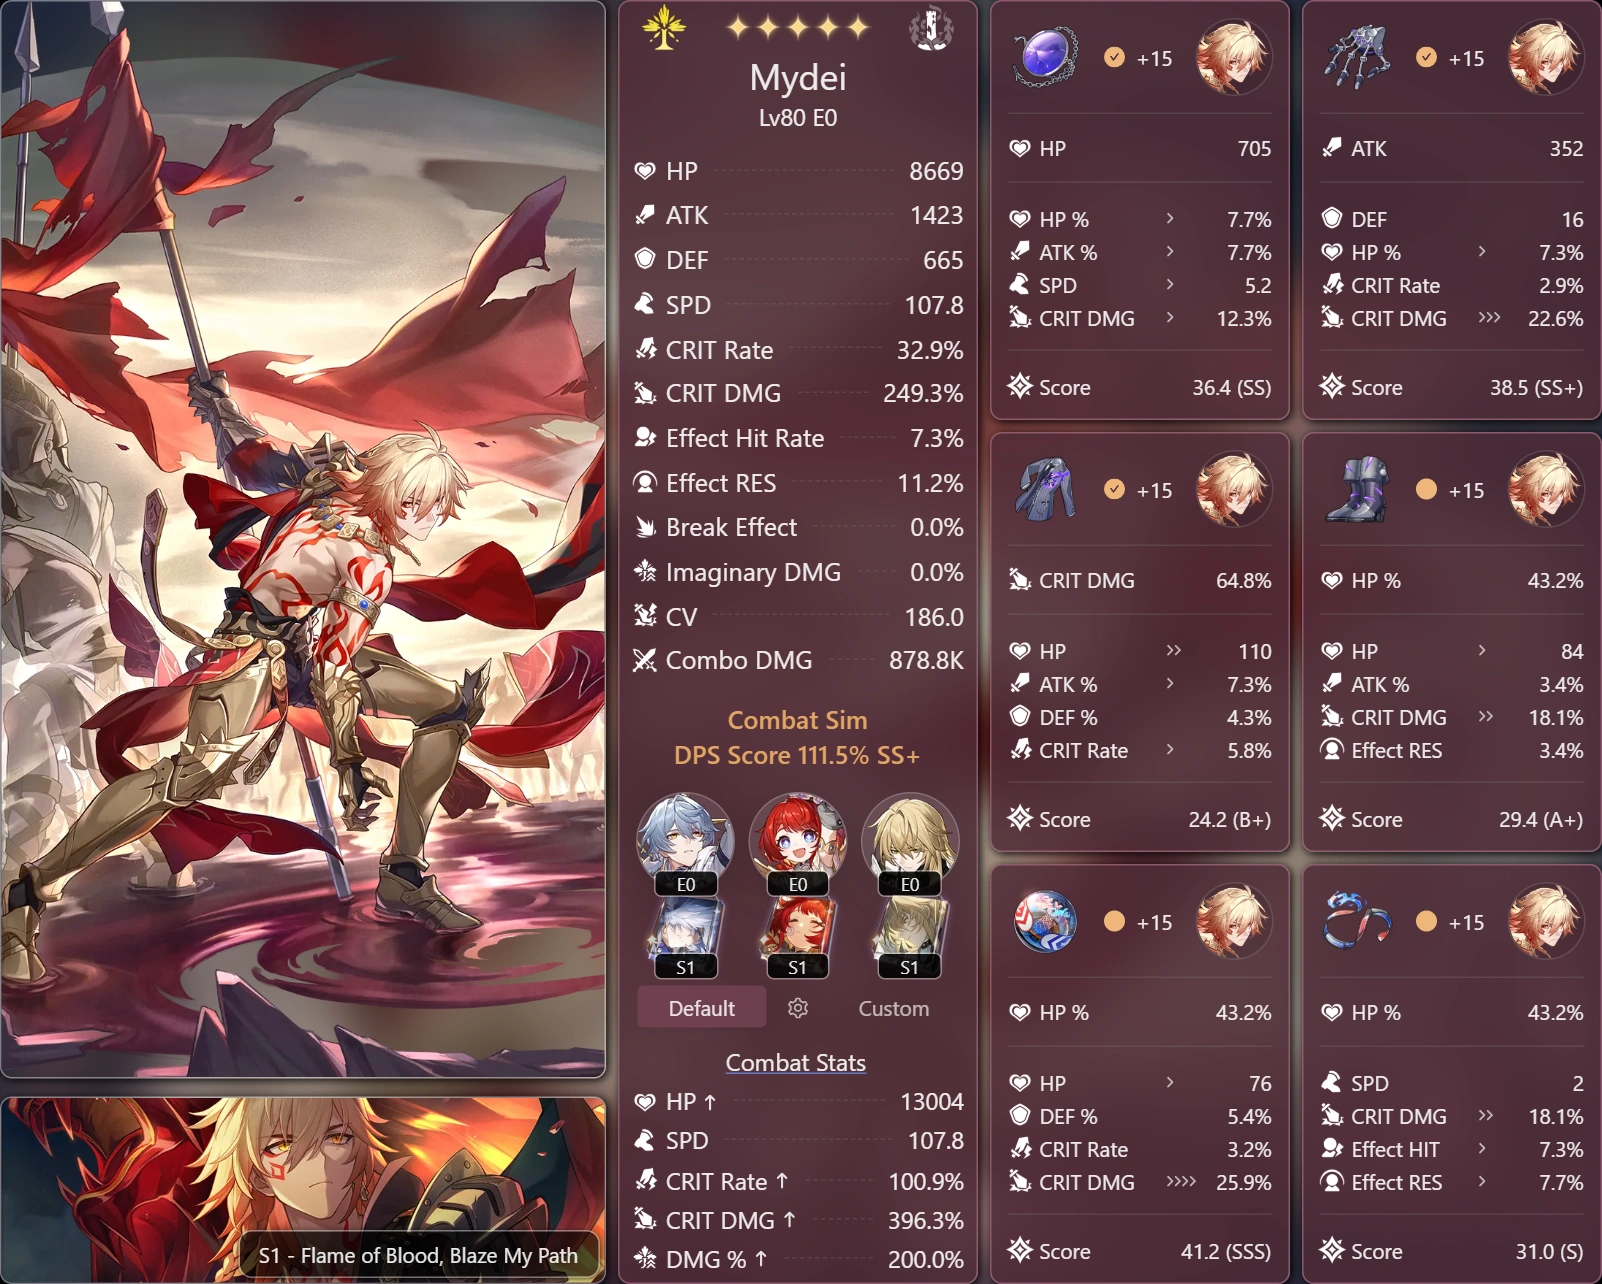 Mydei
Lv80 E0
HP 8669
ATK 1423
DEF 665
SPD 107.8
CRIT Rate 32.9%
CRIT DMG 249.3%
Effect Hit Rate 7.3%
Effect RES 11.2%
Break Effect 0.0%
Imaginary DMG 0.0%
CV 186.0
Combo DMG 878.8K
Combat Sim
DPS Score 111.5% SS+
E0 E0 E0
S1 S1 S1
Default Custom
Combat Stats
HP ↑ 13004
SPD 107.8
CRIT Rate ↑ 100.9%
CRIT DMG ↑ 396.3%
DMG % ↑ 200.0%
S1 - Flame of Blood, Blaze My Path
+15
HP 705
HP % > 7.7%
ATK % > 7.7%
SPD > 5.2
CRIT DMG > 12.3%
Score 36.4 (SS)
+15
ATK 352
DEF 16
HP % > 7.3%
CRIT Rate 2.9%
CRIT DMG >>> 22.6%
Score 38.5 (SS+)
+15
CRIT DMG 64.8%
HP >> 110
ATK % > 7.3%
DEF % 4.3%
CRIT Rate > 5.8%
Score 24.2 (B+)
+15
HP % 43.2%
HP > 84
ATK % 3.4%
CRIT DMG >> 18.1%
Effect RES 3.4%
Score 29.4 (A+)
+15
HP % 43.2%
HP > 76
DEF % 5.4%
CRIT Rate 3.2%
CRIT DMG >>>> 25.9%
Score 41.2 (SSS)
+15
HP % 43.2%
SPD 2
CRIT DMG >> 18.1%
Effect HIT > 7.3%
Effect RES > 7.7%
Score 31.0 (S)